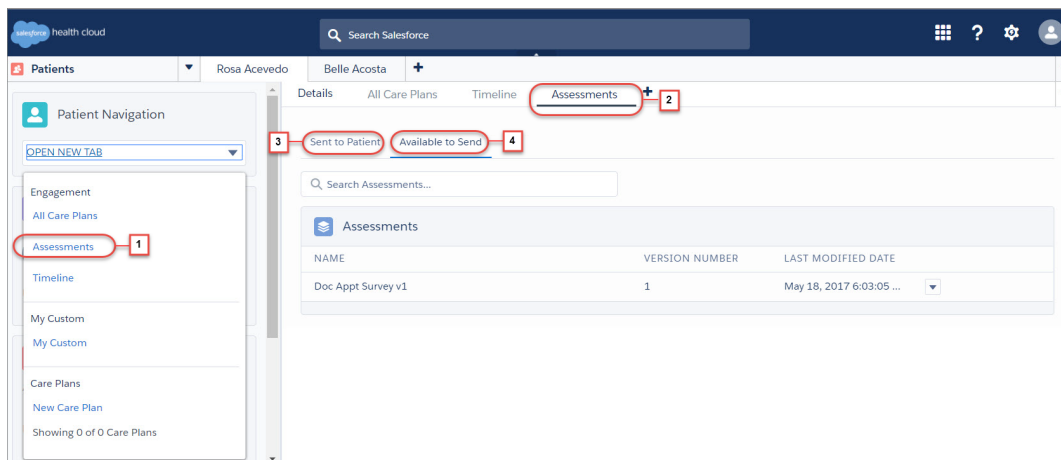 salesforce health cloud
Search Salesforce
?
Patients
Rosa Acevedo
Belle Acosta
+
Patient Navigation
OPEN NEW TAB
Engagement
All Care Plans
Assessments
1
Timeline
My Custom
My Custom
Care Plans
New Care Plan
Showing 0 of 0 Care Plans
Details
All Care Plans
Timeline
Assessments
+
2
3
Sent to Patient
Available to Send
4
Search Assessments...
Assessments
NAME
VERSION NUMBER
LAST MODIFIED DATE
Doc Appt Survey v1
1
May 18, 2017 6:03:05 ...